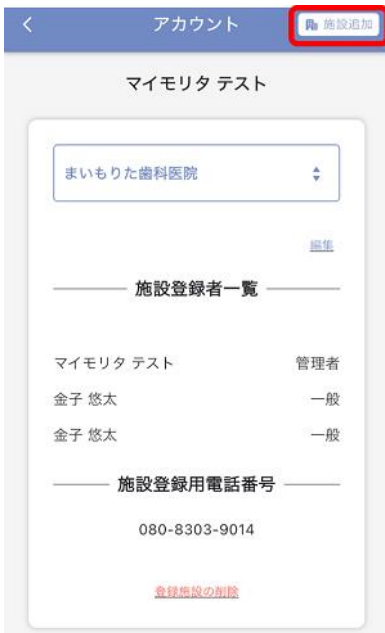 アカウント
施設追加
マイモリタ テスト
まいもりた歯科医院
編集
施設登録者一覧
マイモリタ テスト 管理者
金子 悠太 一般
金子 悠太 一般
施設登録用電話番号
080-8303-9014
登録施設の削除